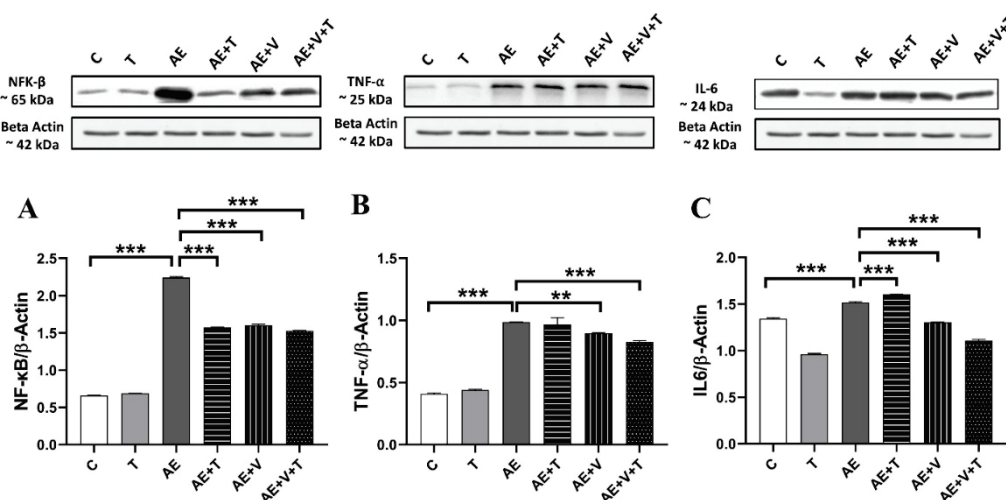 C T AE AE+T AE+V AE+V+T
NFK-β
~ 65 kDa
Beta Actin
~ 42 kDa
C T AE AE+T AE+V AE+V+T
TNF-α
~ 25 kDa
Beta Actin
~ 42 kDa
C T AE AE+T AE+V AE+V+T
IL-6
~ 24 kDa
Beta Actin
~ 42 kDa
A
***
***
*** ***
2.5
2.0
1.5
1.0
0.5
0.0
NF-κB/β-Actin
C T AE AE+T AE+V AE+V+T
B
***
*** **
1.5
1.0
0.5
0.0
TNF-α/β-Actin
C T AE AE+T AE+V AE+V+T
C
***
***
*** ***
2.0
1.5
1.0
0.5
0.0
IL6/β-Actin
C T AE AE+T AE+V AE+V+T